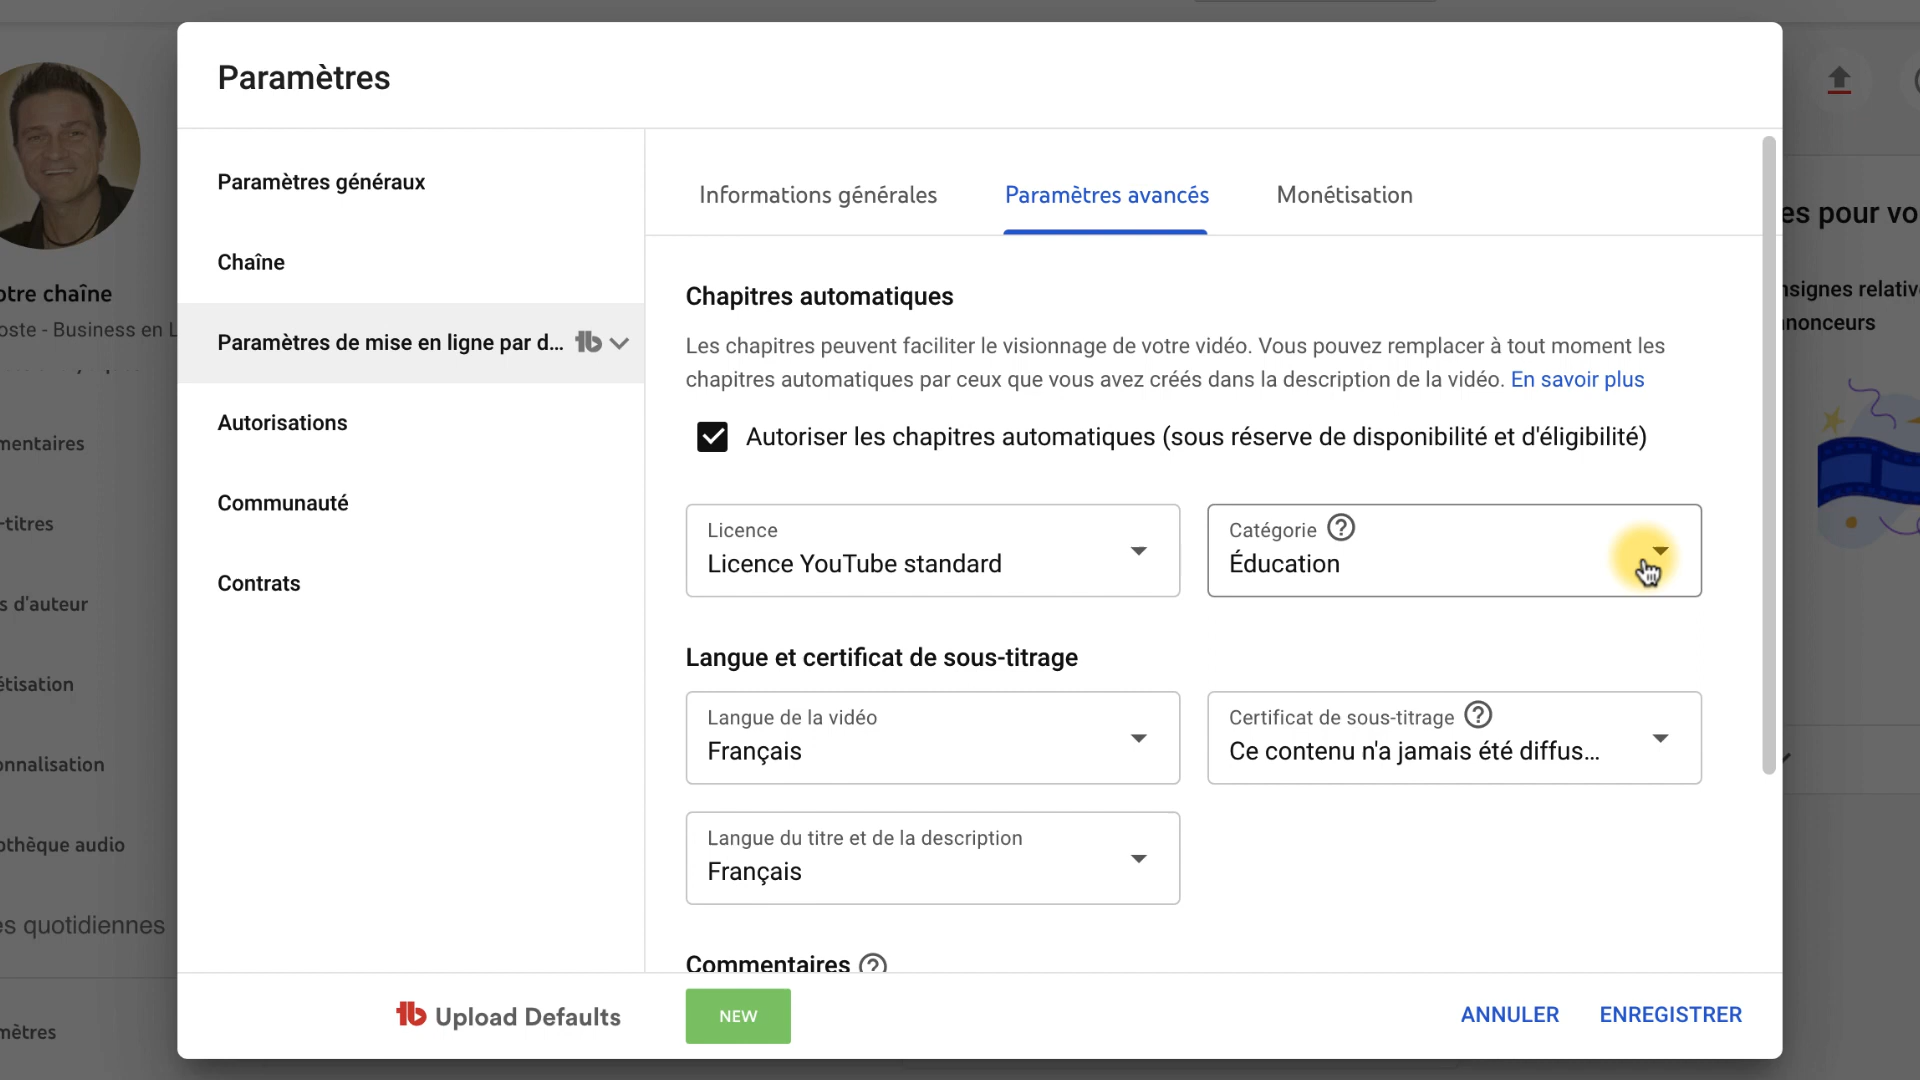 Paramètres
Paramètres généraux
Chaîne
Paramètres de mise en ligne par d...
Autorisations
Communauté
Contrats
Informations générales
Paramètres avancés
Monétisation
Chapitres automatiques
Les chapitres peuvent faciliter le visionnage de votre vidéo. Vous pouvez remplacer à tout moment les
chapitres automatiques par ceux que vous avez créés dans la description de la vidéo. En savoir plus
Autoriser les chapitres automatiques (sous réserve de disponibilité et d'éligibilité)
Licence
Licence YouTube standard
Catégorie
Éducation
Langue et certificat de sous-titrage
Langue de la vidéo
Français
Certificat de sous-titrage
Ce contenu n'a jamais été diffus...
Langue du titre et de la description
Français
Commentaires
tb Upload Defaults
NEW
ANNULER
ENREGISTRER
otre chaîne
oste - Business en L
mentaires
-titres
s d'auteur
étisation
onnalisation
othèque audio
es quotidiennes
mètres
es pour vo
nsignes relativ
nnonceurs